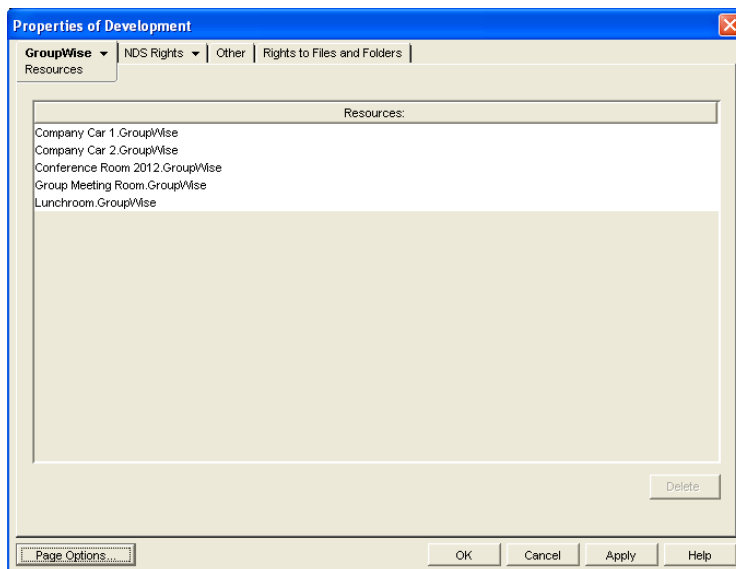 Properties of Development
GroupWise NDS Rights Other Rights to Files and Folders
Resources
Resources:
Company Car 1.GroupWise
Company Car 2.GroupWise
Conference Room 2012.GroupWise
Group Meeting Room.GroupWise
Lunchroom.GroupWise
Delete
Page Options... OK Cancel Apply Help